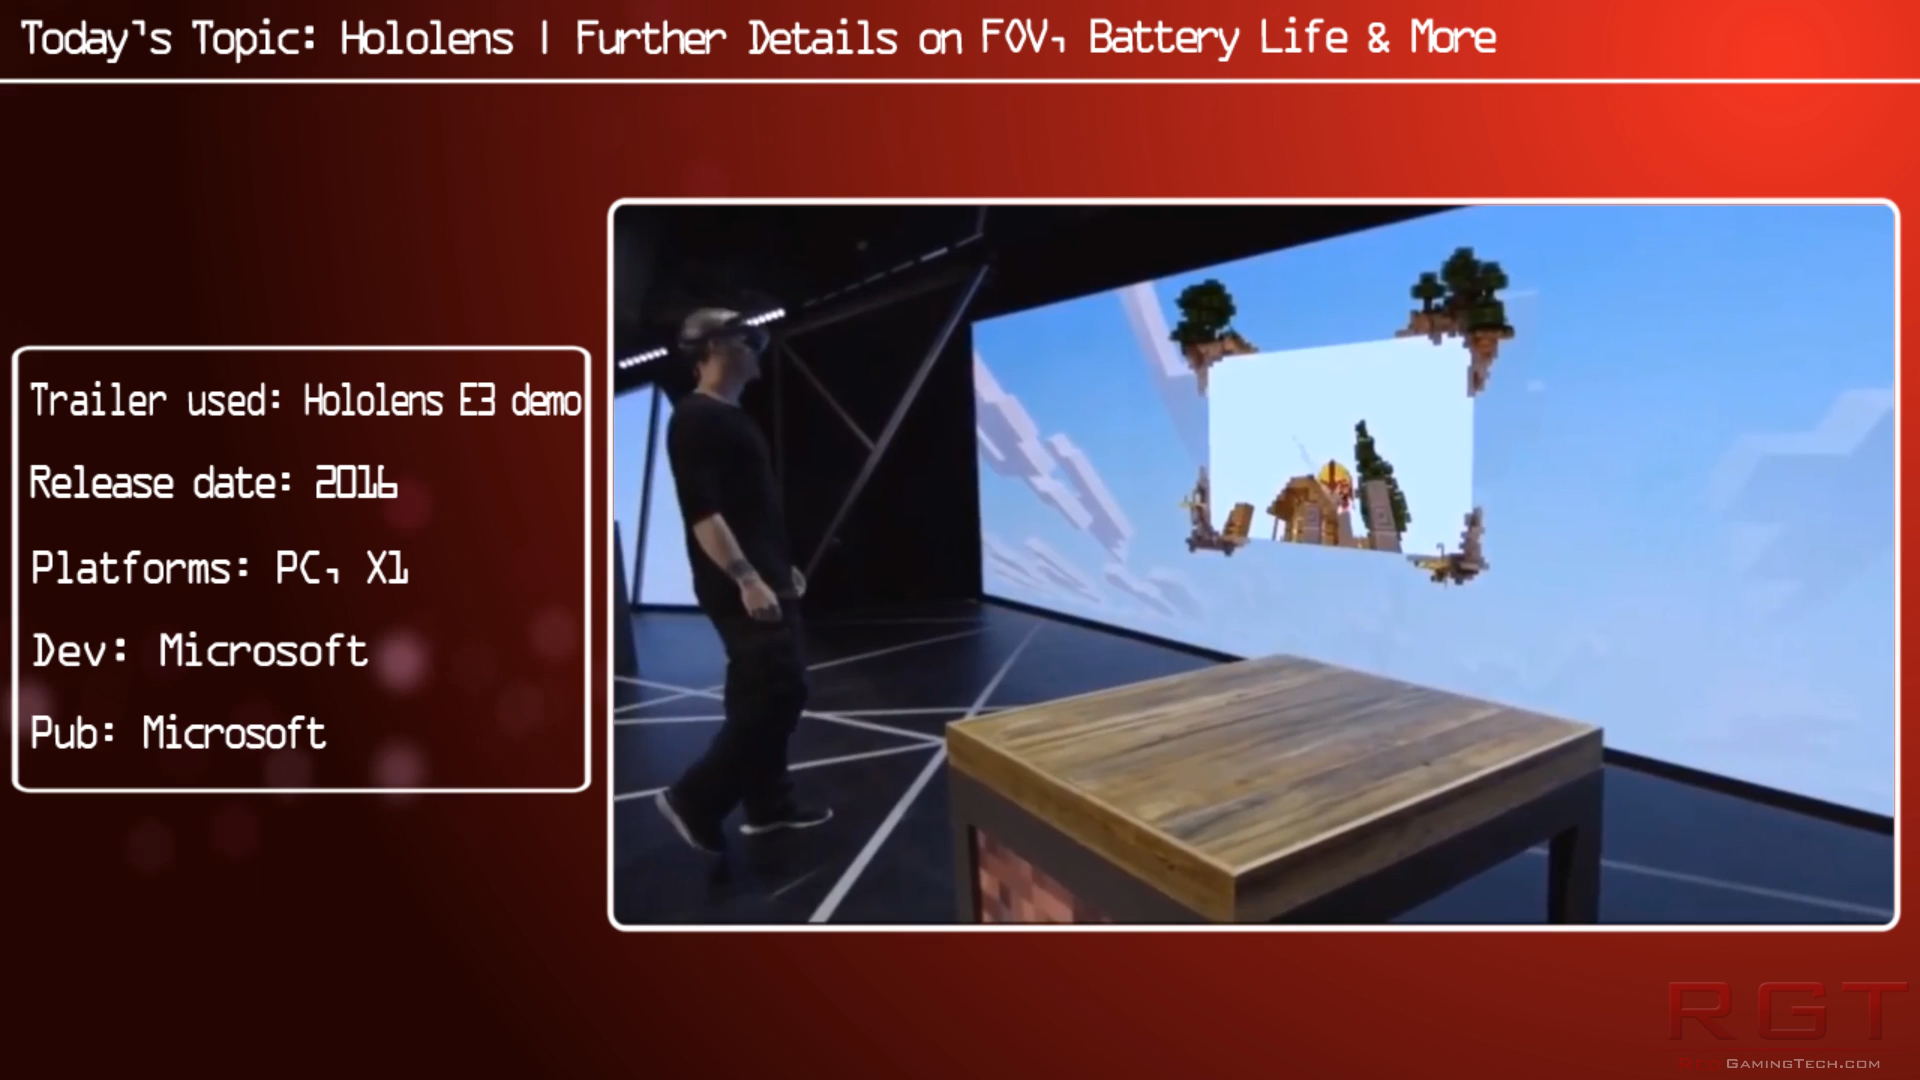 Today's Topic: Hololens | Further Details on FOV, Battery Life & More
Trailer used: Hololens E3 demo
Release date: 2016
Platforms: PC, X1
Dev: Microsoft
Pub: Microsoft
RGT
RedGamingTech.com